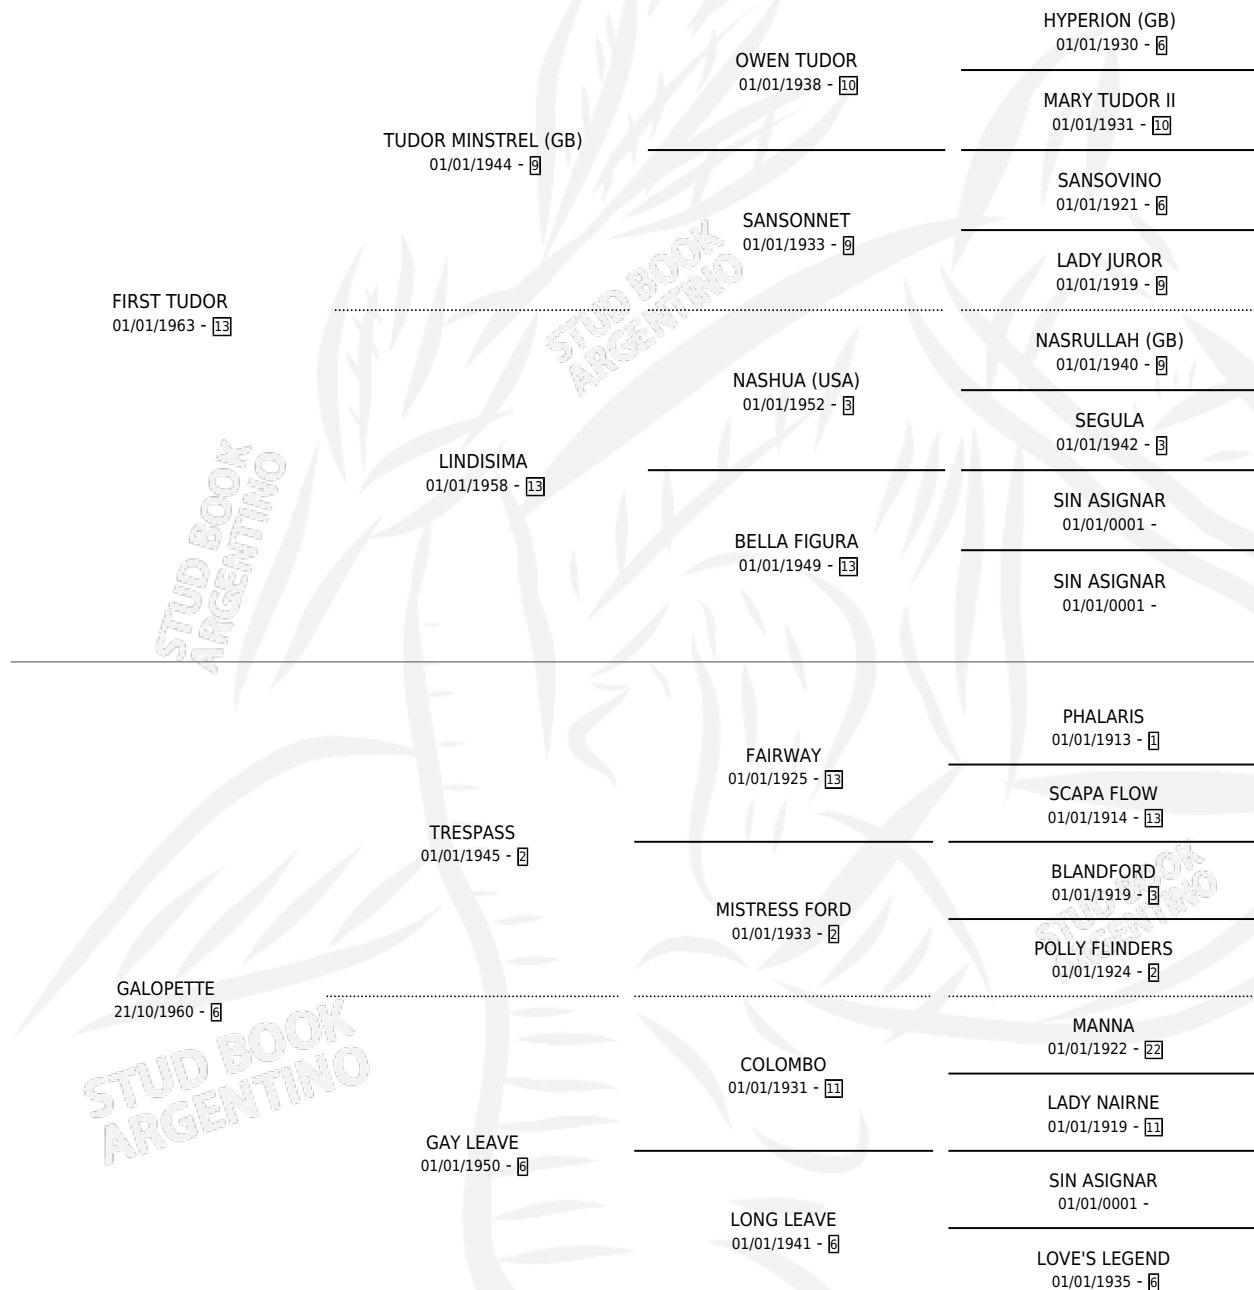 HYPERION (GB)
01/01/1930 - 6
OWEN TUDOR
01/01/1938 - 10
MARY TUDOR II
01/01/1931 - 10
TUDOR MINSTREL (GB)
01/01/1944 - 9
SANSOVINO
01/01/1921 - 6
SANSONNET
01/01/1933 - 9
LADY JUROR
01/01/1919 - 9
FIRST TUDOR
01/01/1963 - 13
NASRULLAH (GB)
01/01/1940 - 9
NASHUA (USA)
01/01/1952 - 3
SEGULA
01/01/1942 - 3
LINDISIMA
01/01/1958 - 13
SIN ASIGNAR
01/01/0001 -
BELLA FIGURA
01/01/1949 - 13
SIN ASIGNAR
01/01/0001 -
STUD BOOK
ARGENTINO
STUD BOOK
ARGENTINO
PHALARIS
01/01/1913 - 1
FAIRWAY
01/01/1925 - 13
SCAPA FLOW
01/01/1914 - 13
TRESPASS
01/01/1945 - 2
BLANDFORD
01/01/1919 - 3
MISTRESS FORD
01/01/1933 - 2
POLLY FLINDERS
01/01/1924 - 2
STUD BOOK
ARGENTINO
GALOPETTE
21/10/1960 - 6
MANNA
01/01/1922 - 22
COLOMBO
01/01/1931 - 11
LADY NAIRNE
01/01/1919 - 11
STUD BOOK
ARGENTINO
GAY LEAVE
01/01/1950 - 6
SIN ASIGNAR
01/01/0001 -
LONG LEAVE
01/01/1941 - 6
LOVE'S LEGEND
01/01/1935 - 6